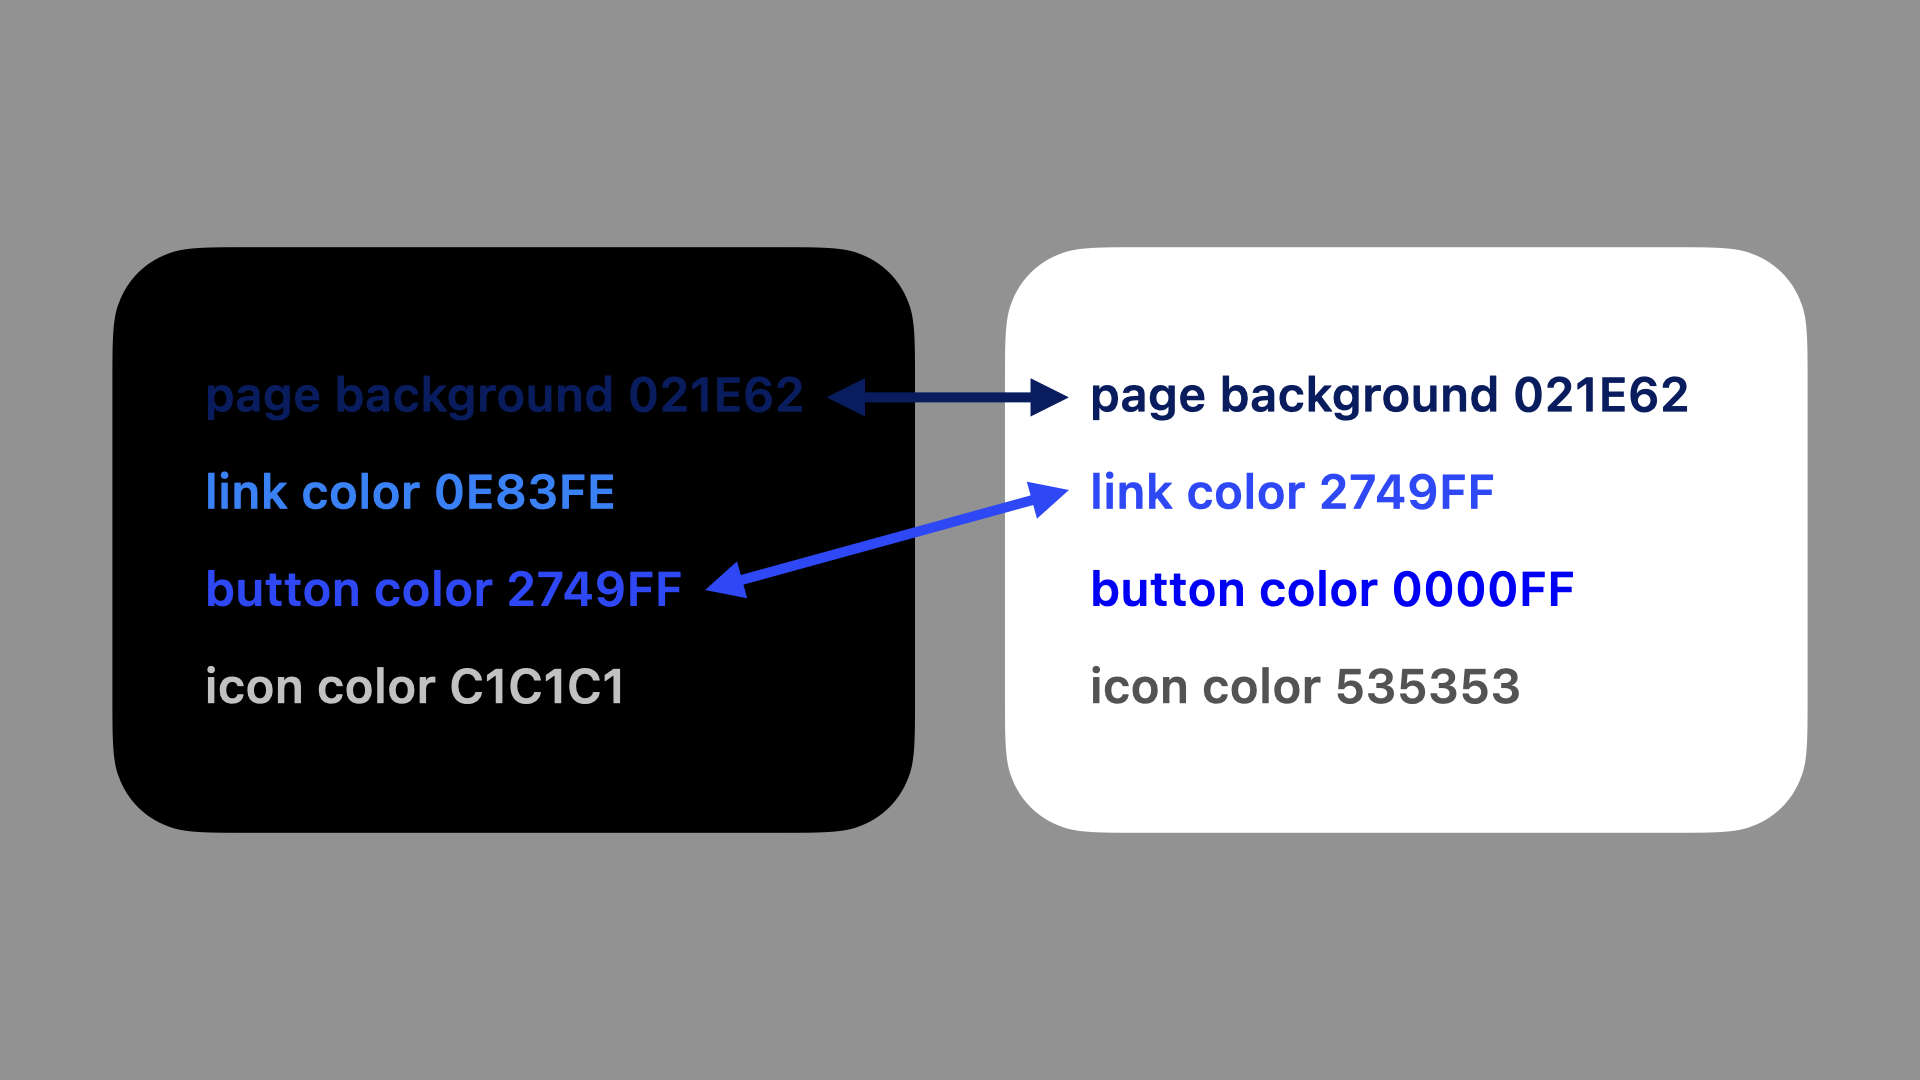 page background 021E62
link color 0E83FE
button color 2749FF
icon color C1C1C1
page background 021E62
link color 2749FF
button color 0000FF
icon color 535353